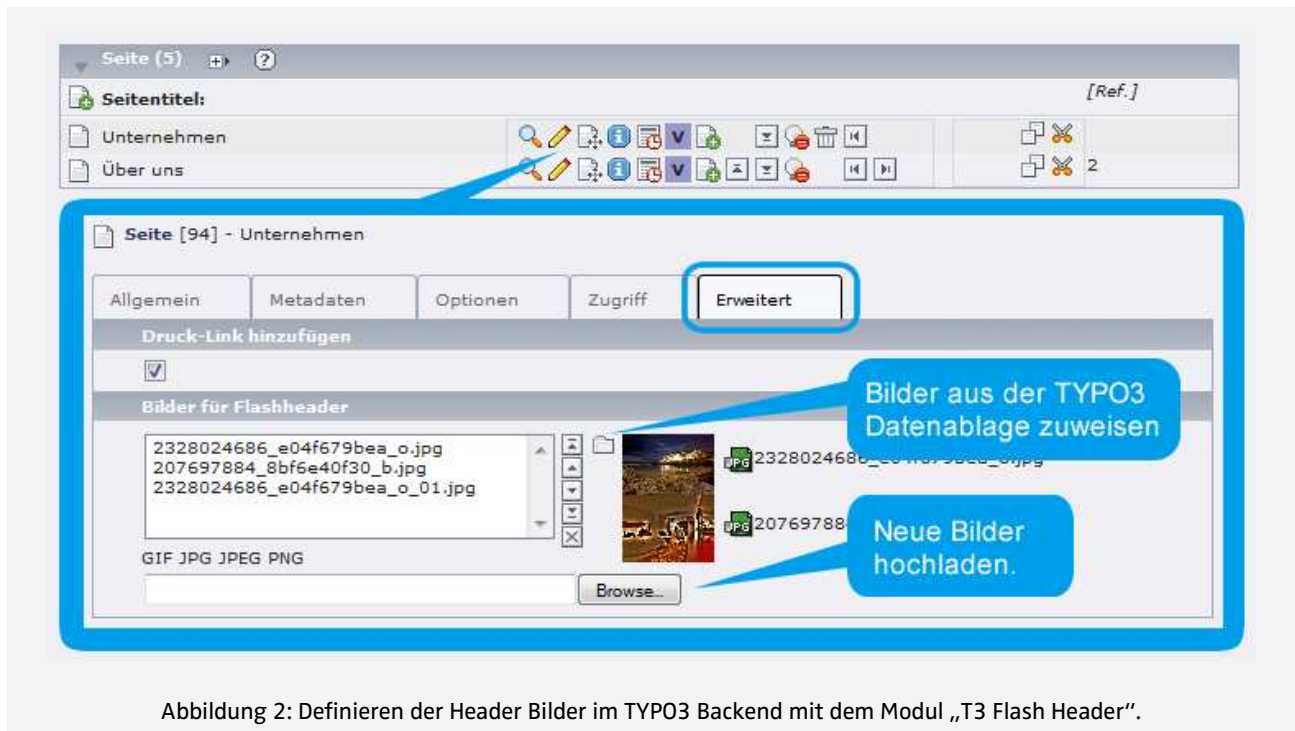 Seite (5)
Seitentitel:
[Ref.]
Unternehmen
Über uns
2
Seite [94] - Unternehmen
Allgemein
Metadaten
Optionen
Zugriff
Erweitert
Druck-Link hinzufügen
Bilder für Flashheader
Bilder aus der TYPO3
Datenablage zuweisen
2328024686_e04f679bea_o.jpg
207697884_8bf6e40f30_b.jpg
2328024686_e04f679bea_o_01.jpg
JPG
JPG
20769788
Neue Bilder
hochladen.
GIF JPG JPEG PNG
Browse...
Abbildung 2: Definieren der Header Bilder im TYPO3 Backend mit dem Modul „T3 Flash Header“.